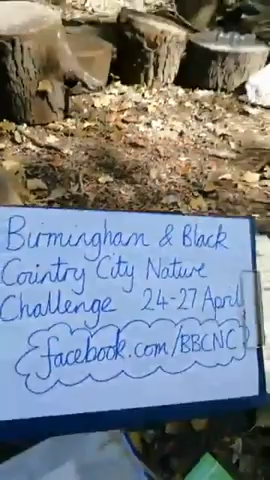 Birmingham & Black
Country City Nature
Challenge 24-27 April
facebook.com/BBCNC